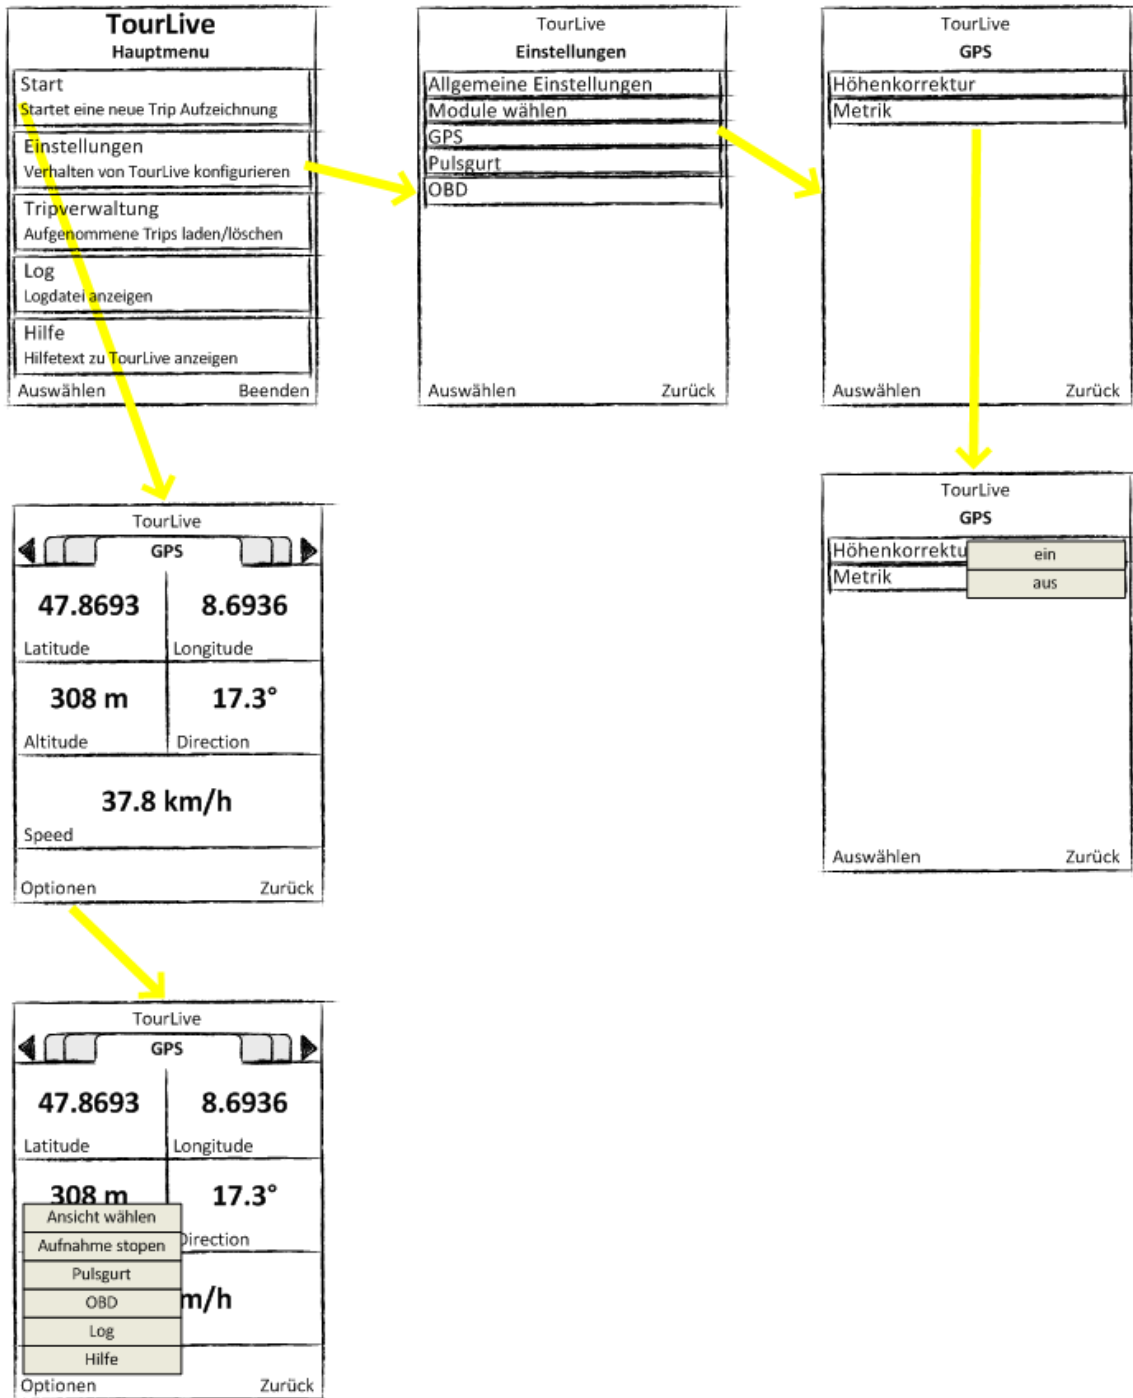 TourLive
Hauptmenu
Start
Startet eine neue Trip Aufzeichnung
Einstellungen
Verhalten von TourLive konfigurieren
Tripverwaltung
Aufgenommene Trips laden/löschen
Log
Logdatei anzeigen
Hilfe
Hilfetext zu TourLive anzeigen
Auswählen Beenden
TourLive
Einstellungen
Allgemeine Einstellungen
Module wählen
GPS
Pulsgurt
OBD
Auswählen Zurück
TourLive
GPS
Höhenkorrektur
Metrik
Auswählen Zurück
TourLive
GPS
47.8693 8.6936
Latitude Longitude
308 m 17.3°
Altitude Direction
37.8 km/h
Speed
Optionen Zurück
TourLive
GPS
Höhenkorrektu ein
Metrik aus
Auswählen Zurück
TourLive
GPS
47.8693 8.6936
Latitude Longitude
308 m 17.3°
Ansicht wählen
Direction
Aufnahme stopen
Pulsgurt
OBD m/h
Log
Hilfe
Optionen Zurück